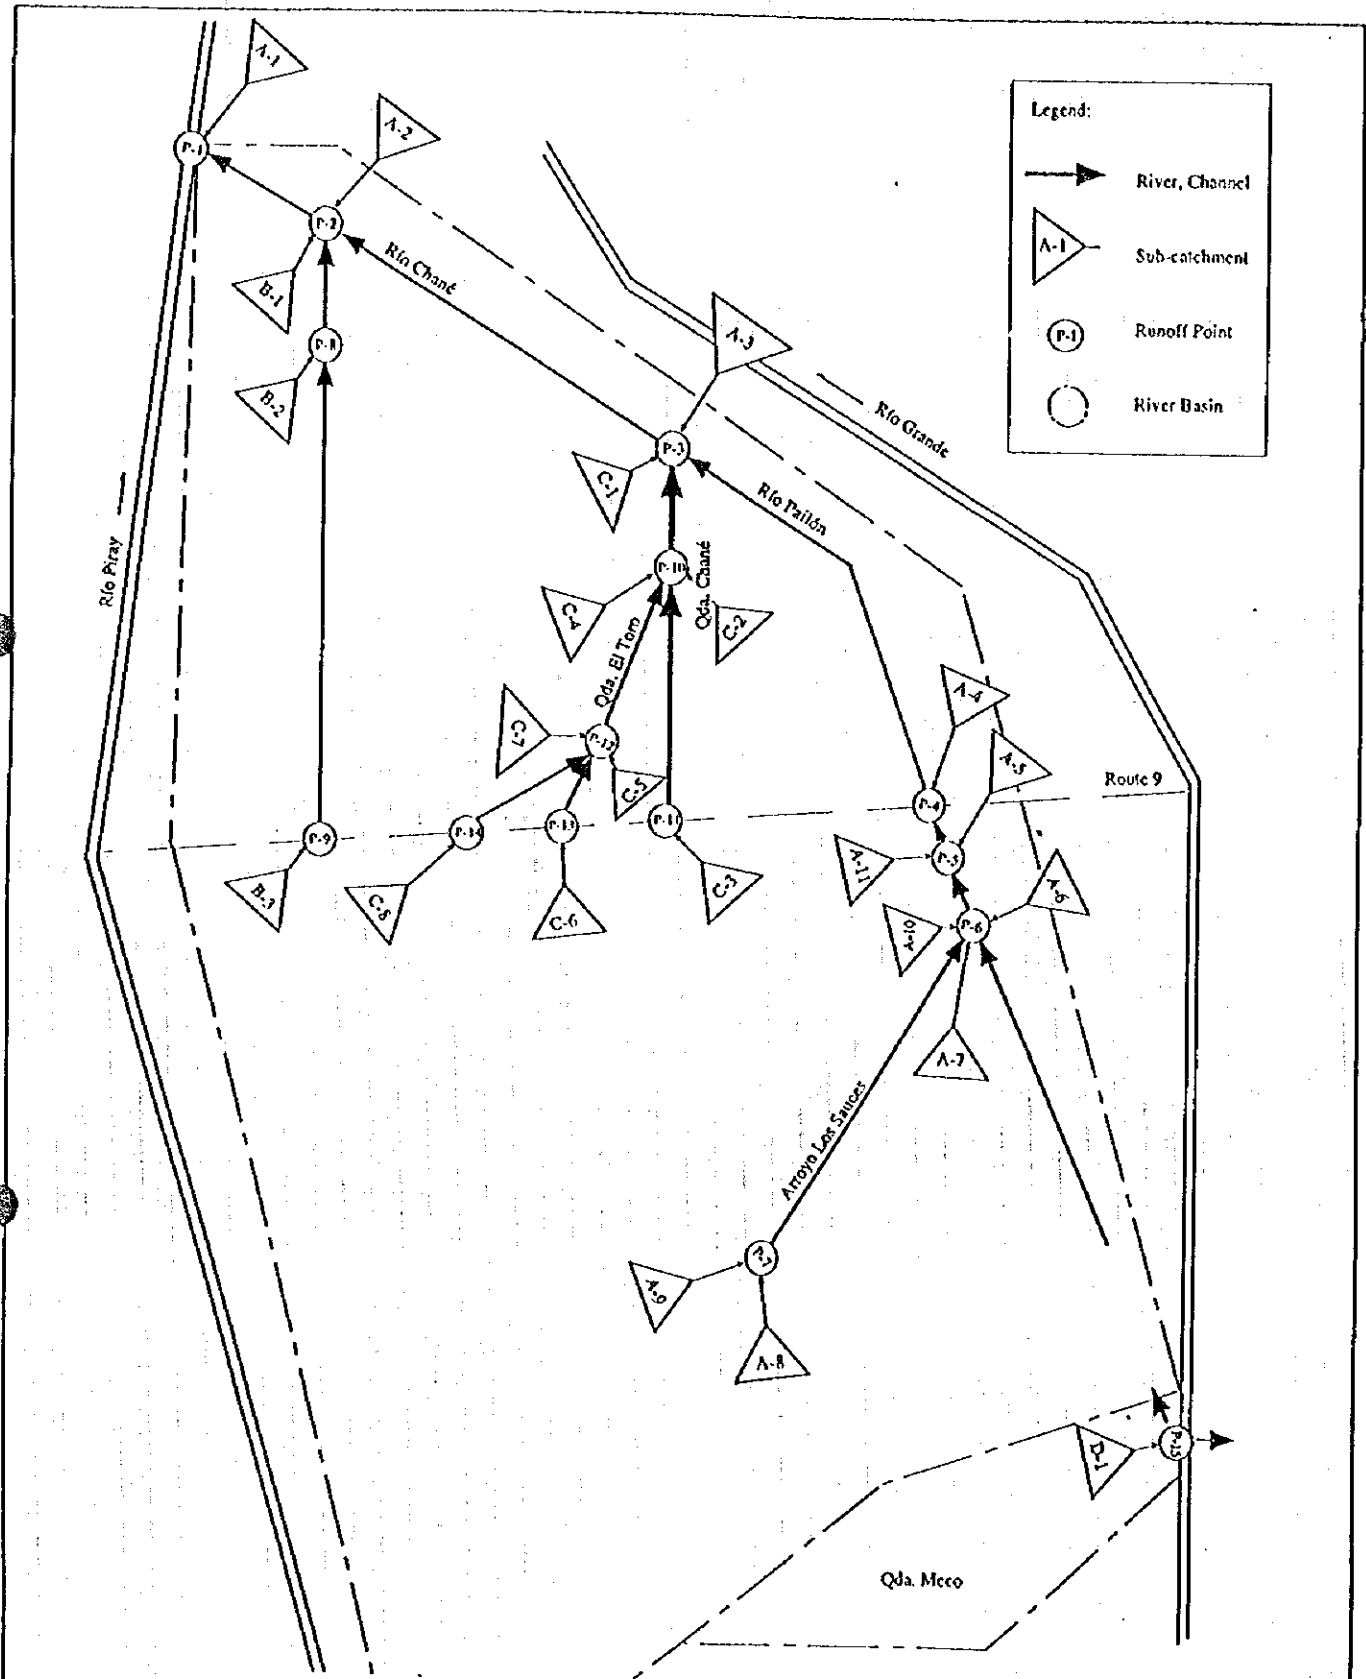 Legend:
River, Channel
A-1
Sub-catchment
P-1
Runoff Point
River Basin
A-1
P-1
A-2
P-2
B-1
Río Chané
P-8
B-2
A-3
Río Grande
P-3
C-1
Río Pailón
Río Piray
P-10
Qda. Chané
C-4
C-2
Qda. El Toro
A-4
C-7
P-12
A-5
C-5
Route 9
P-4
P-9
P-14
P-13
P-11
P-5
A-11
B-3
C-8
C-6
C-3
A-6
A-10
P-6
A-7
Arroyo Los Sauces
P-7
A-9
A-8
D-1
P-15
Qda. Meco